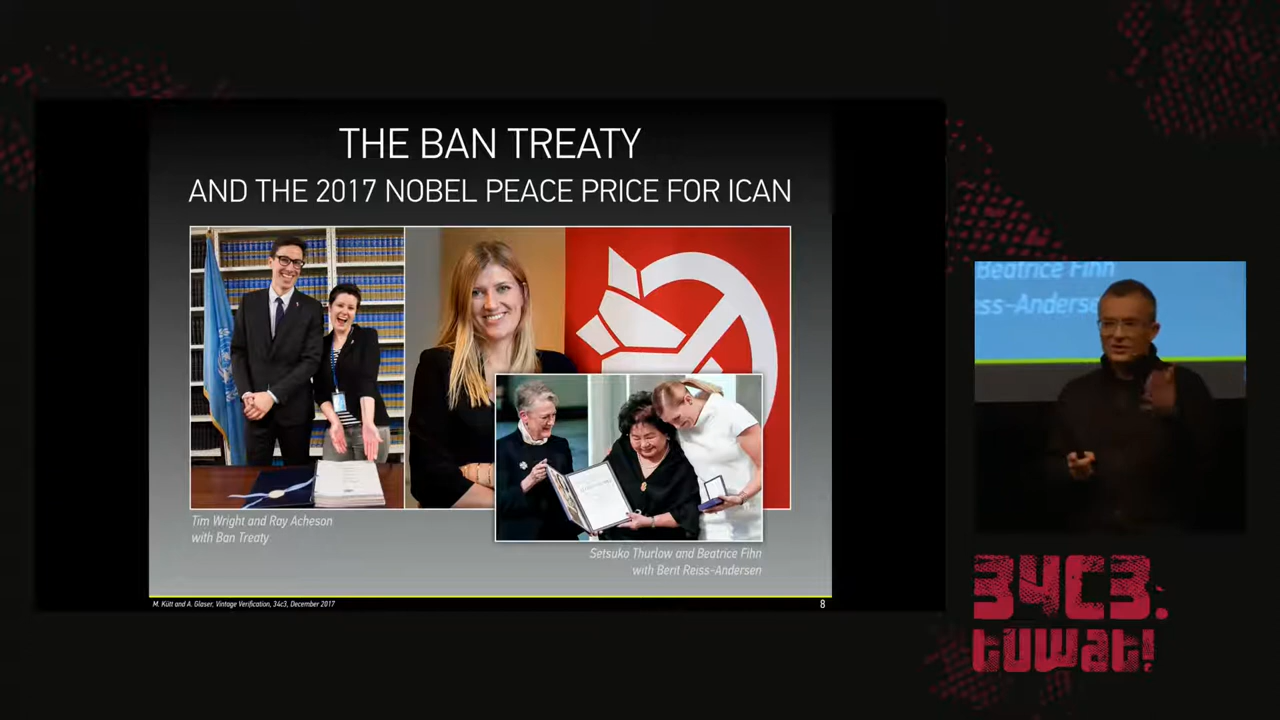 THE BAN TREATY
AND THE 2017 NOBEL PEACE PRICE FOR ICAN
Tim Wright and Ray Acheson
with Ban Treaty
Setsuko Thurlow and Beatrice Fihn
with Berit Reiss-Andersen
M. Kütt and A. Glaser, Vintage Verification, 34c3, December 2017
8
Beatrice Fihn
ss-Anderse
34C3.
tuwat!